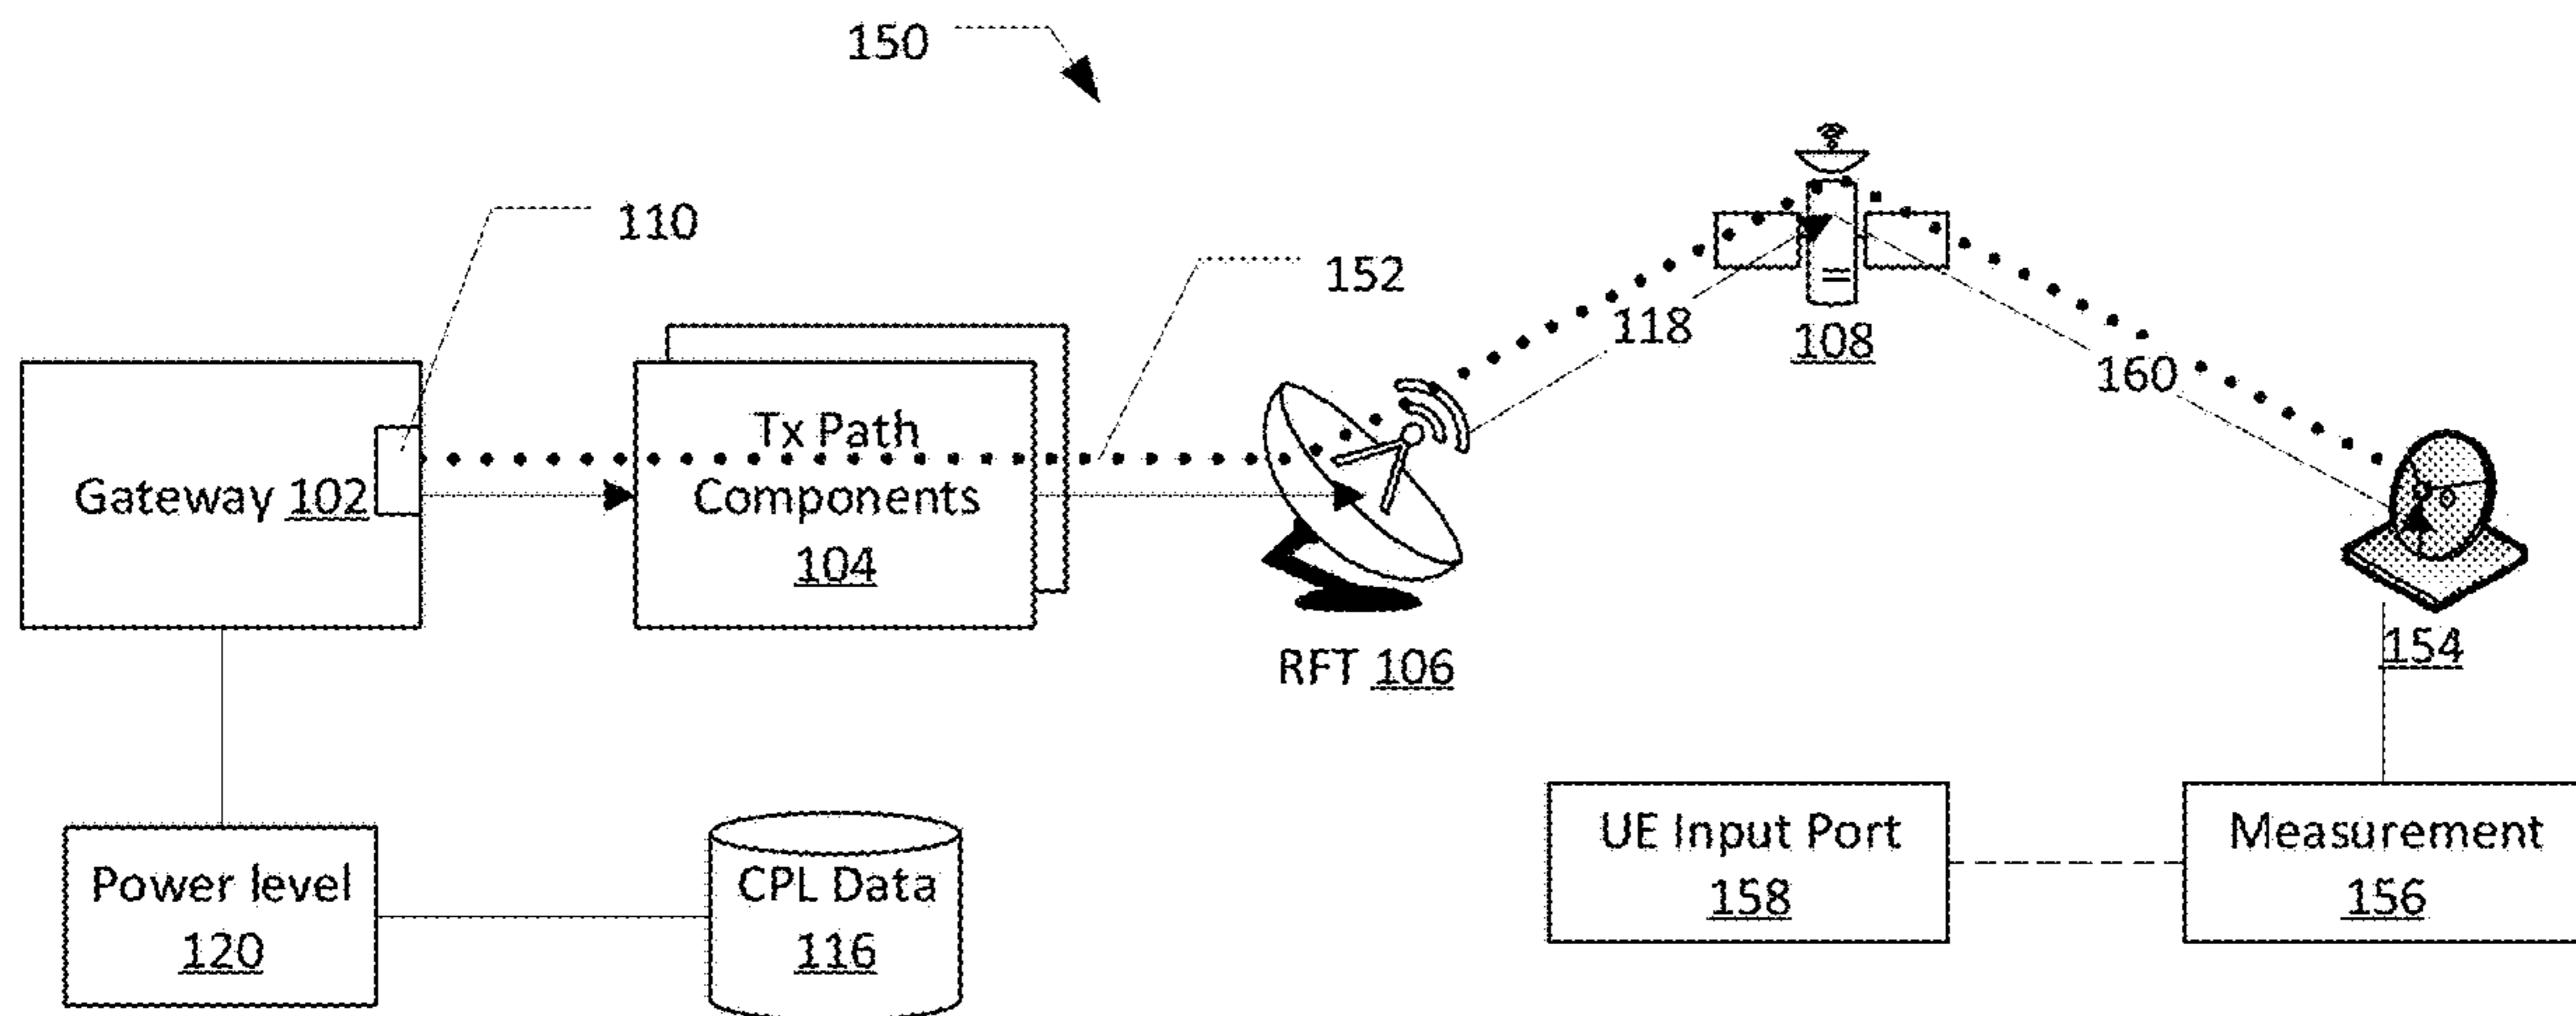 150
110
152
118
108
160
Gateway 102
Tx Path
Components
104
RFT 106
154
Power level
120
CPL Data
116
UE Input Port
158
Measurement
156